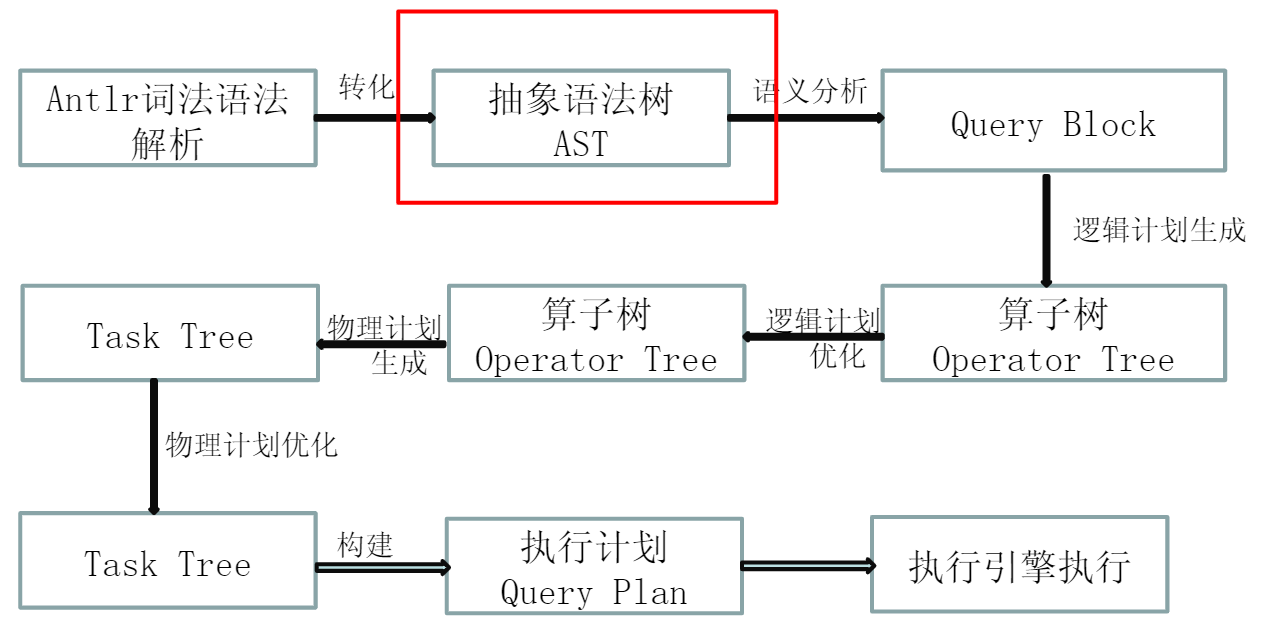 Antlr词法语法
解析
转化
抽象语法树
AST
语义分析
Query Block
逻辑计划生成
算子树
Operator Tree
逻辑计划
优化
算子树
Operator Tree
物理计划
生成
Task Tree
物理计划优化
Task Tree
构建
执行计划
Query Plan
执行引擎执行